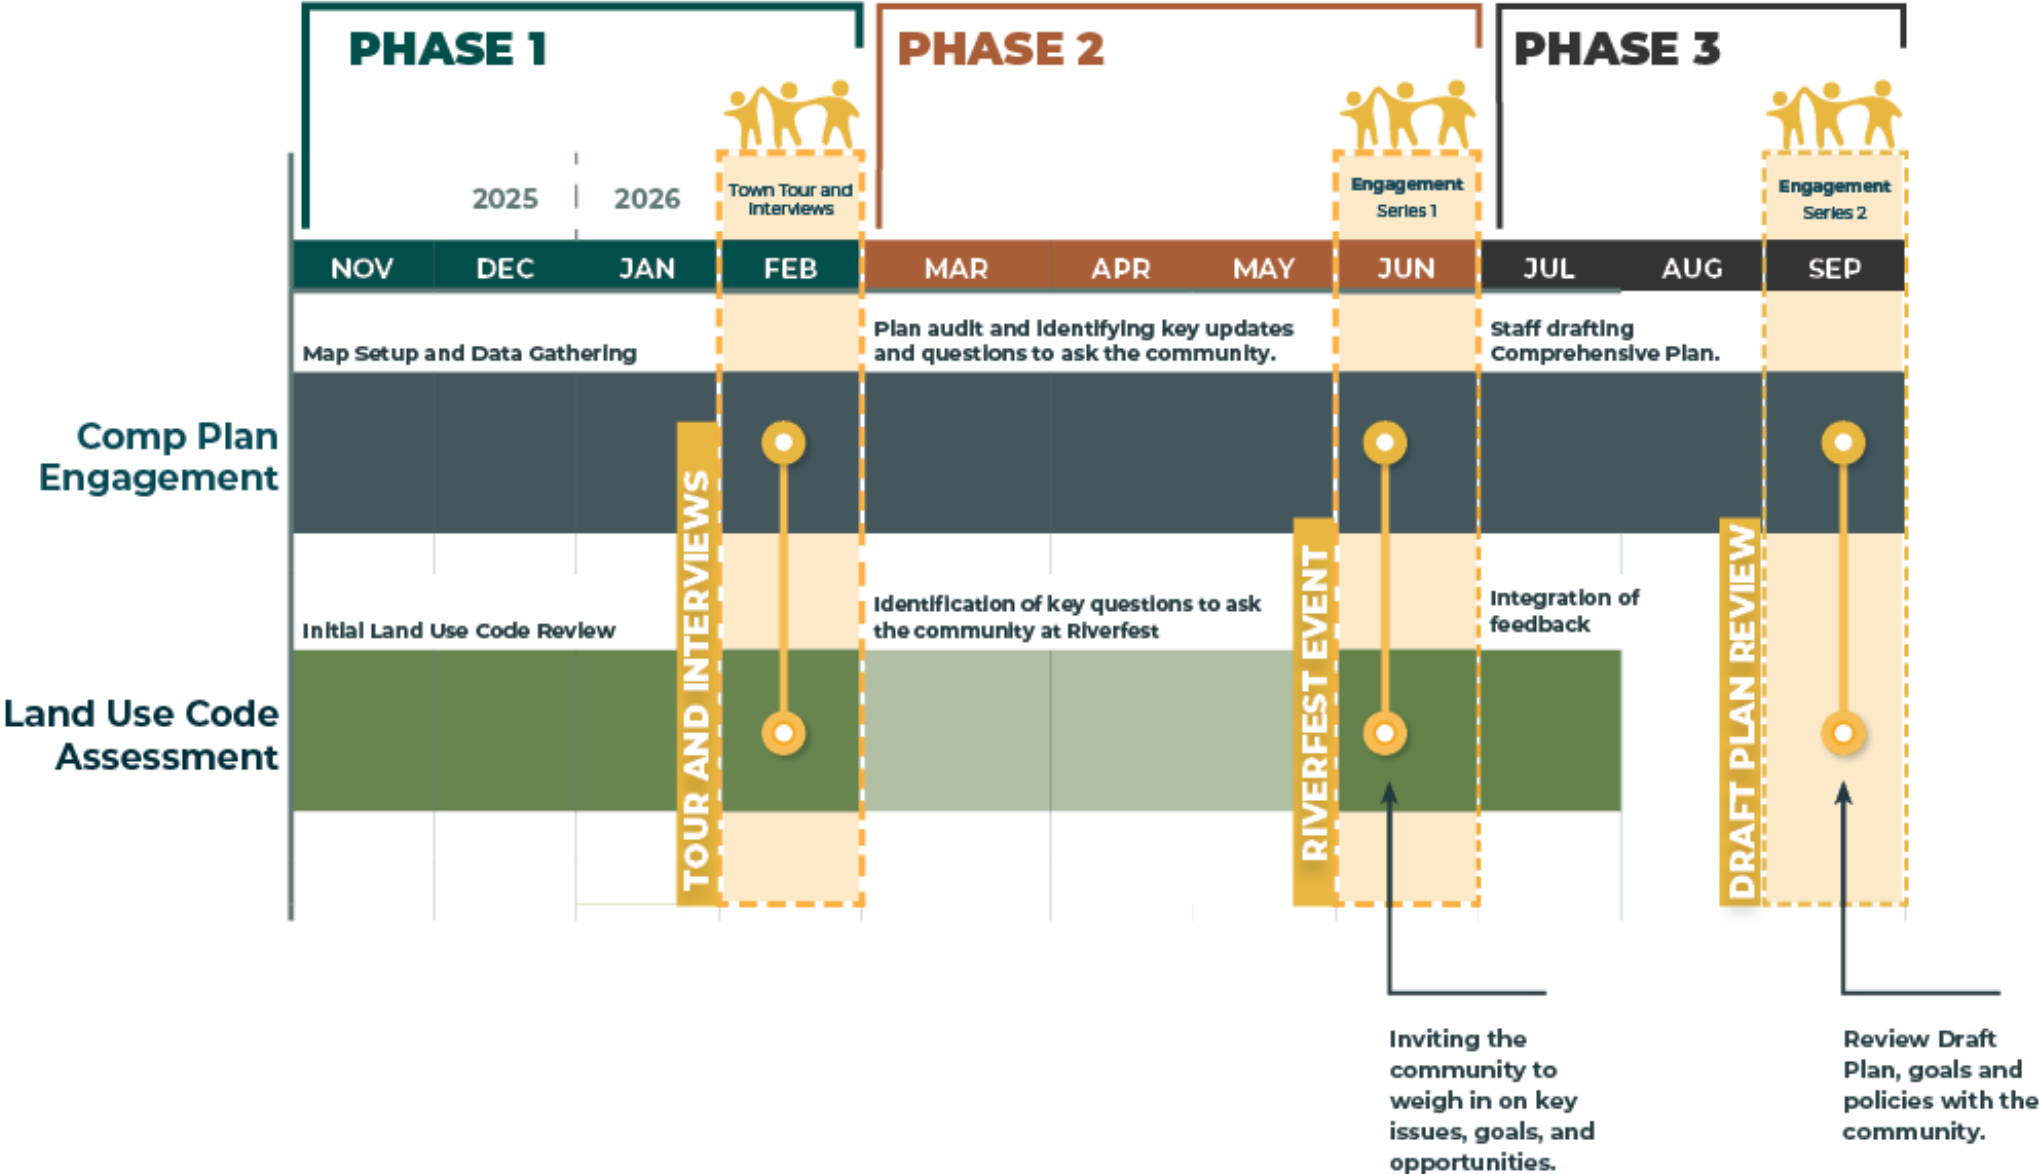 PHASE 1
PHASE 2
PHASE 3
2025
2026
Town Tour and
Interviews
Engagement
Series 1
Engagement
Series 2
NOV
DEC
JAN
FEB
MAR
APR
MAY
JUN
JUL
AUG
SEP
Map Setup and Data Gathering
Plan audit and identifying key updates
and questions to ask the community.
Staff drafting
Comprehensive Plan.
Comp Plan
Engagement
TOUR AND INTERVIEWS
RIVERFEST EVENT
DRAFT PLAN REVIEW
Initial Land Use Code Review
Identification of key questions to ask
the community at Riverfest
Integration of
feedback
Land Use Code
Assessment
Inviting the
community to
weigh in on key
issues, goals, and
opportunities.
Review Draft
Plan, goals and
policies with the
community.